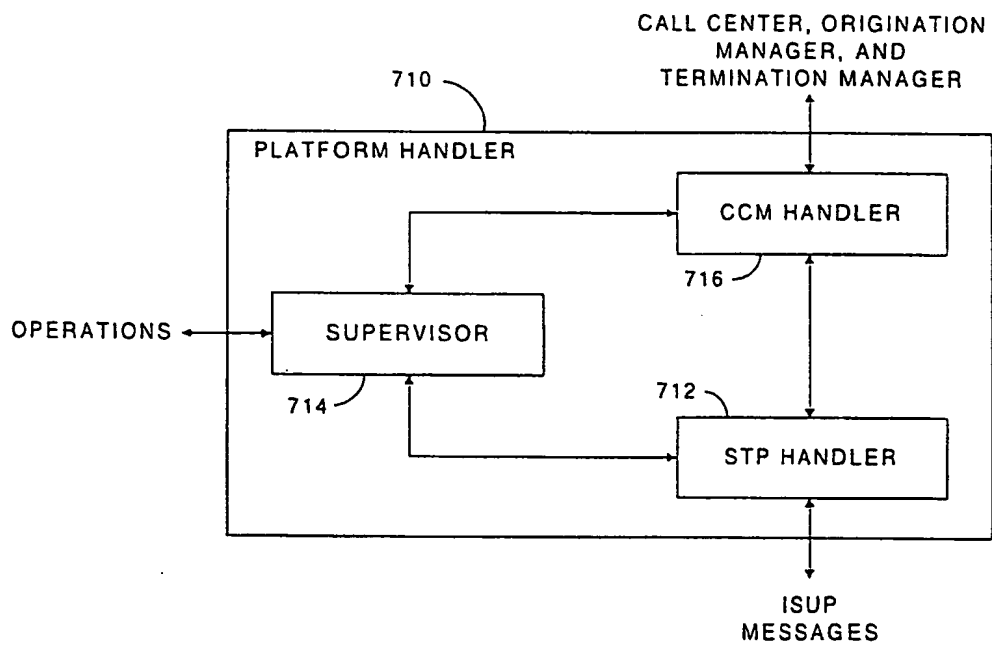 CALL CENTER, ORIGINATION
MANAGER, AND
TERMINATION MANAGER
710
PLATFORM HANDLER
CCM HANDLER
716
OPERATIONS
SUPERVISOR
714
712
STP HANDLER
ISUP
MESSAGES